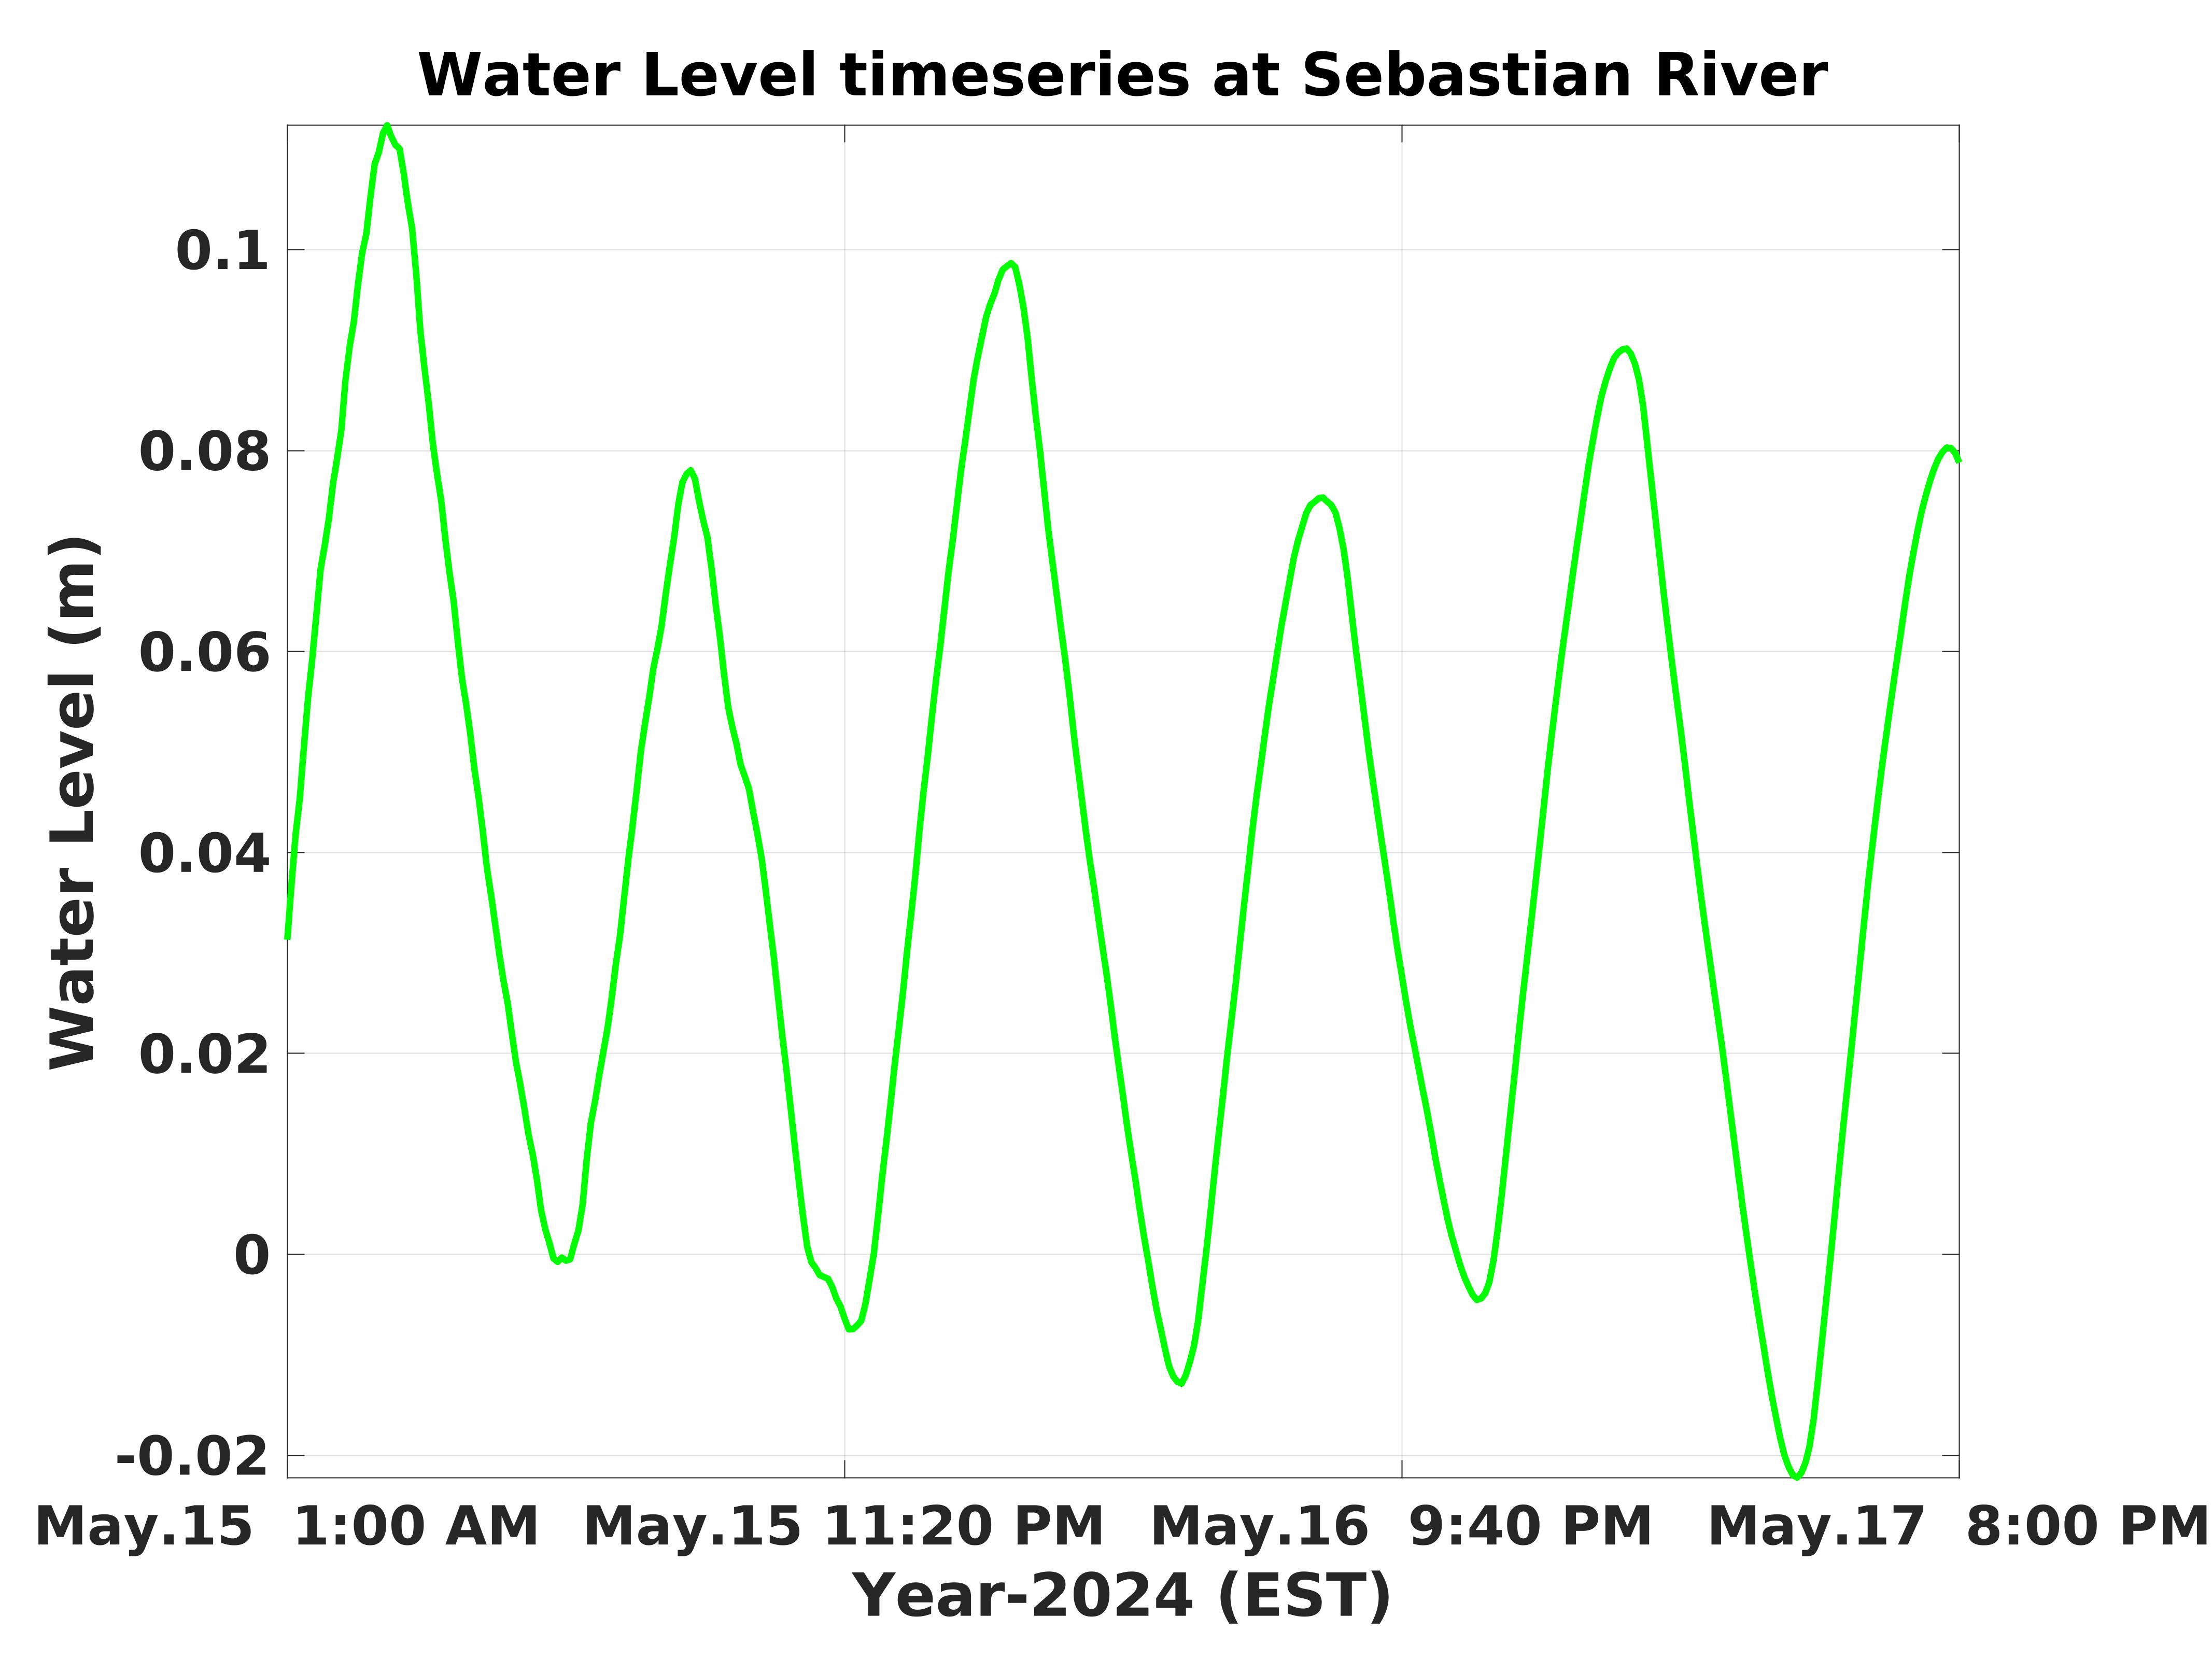 Water Level timeseries at Sebastian River
Water Level (m)
0.1
0.08
0.06
0.04
0.02
0
-0.02
May.15  1:00 AM  May.15 11:20 PM  May.16  9:40 PM  May.17  8:00 PM
Year-2024 (EST)